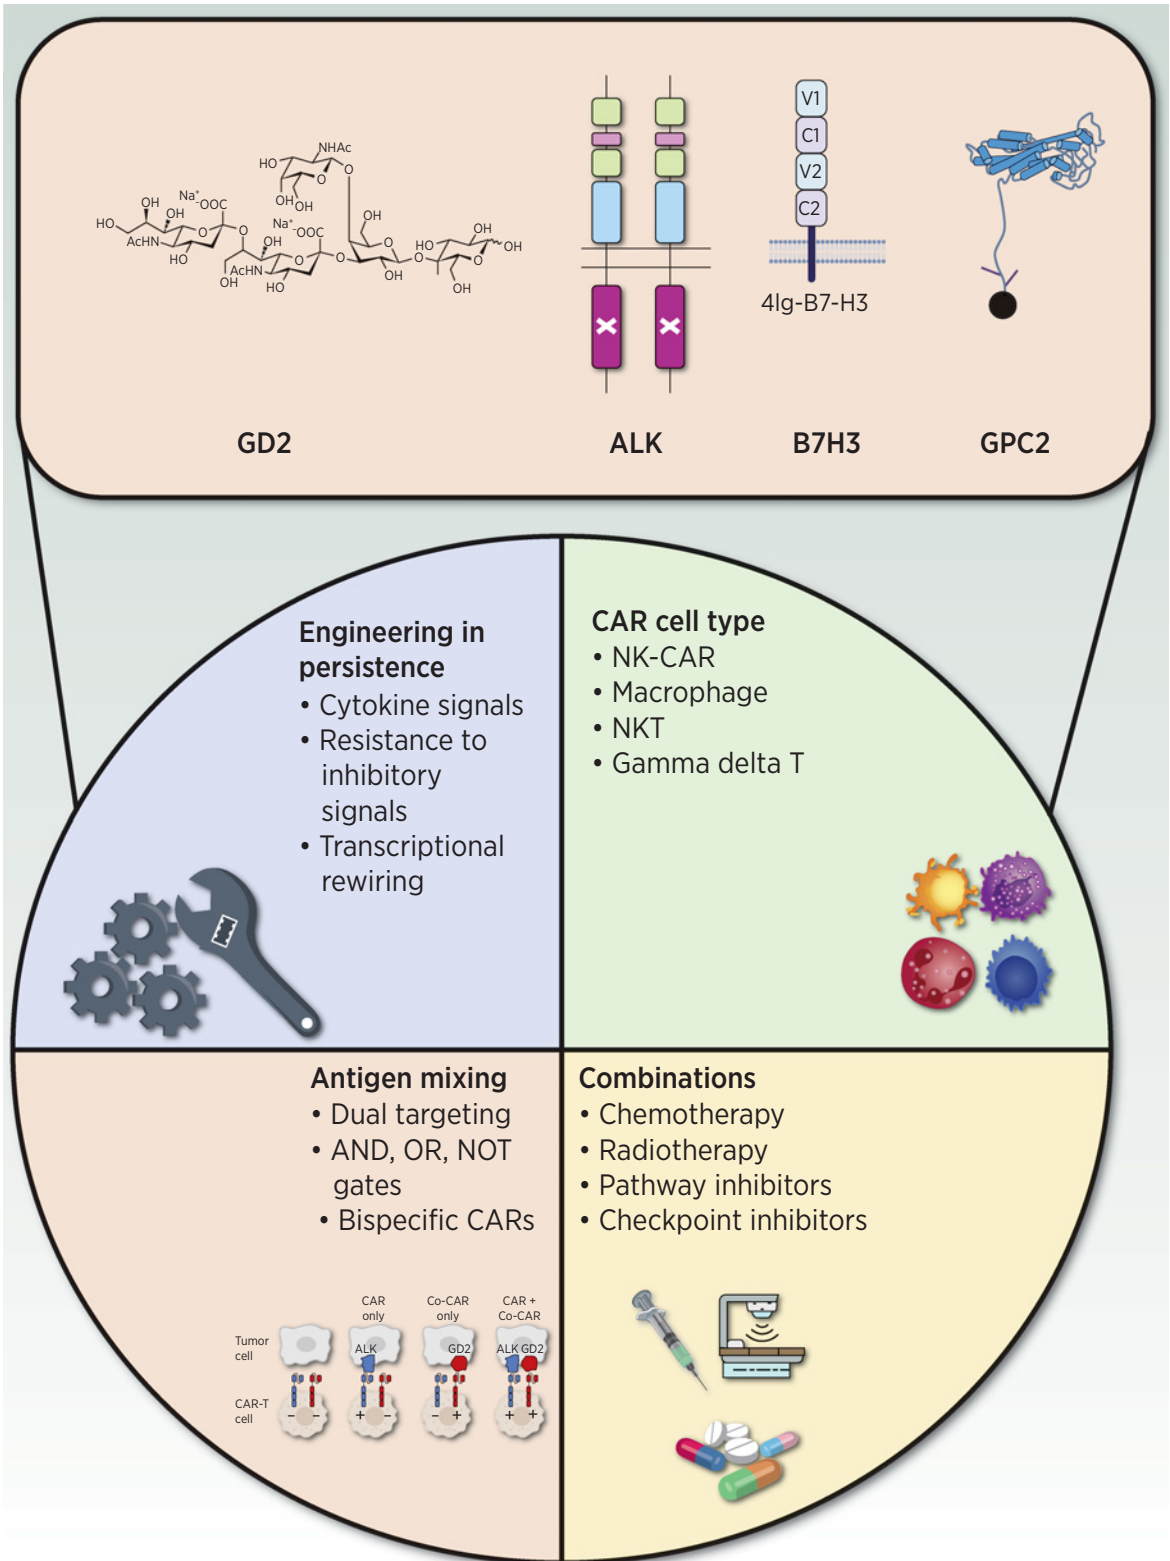 NHAc
HO
O
O
OH
OH
Na⁺
⁻OOC
OH
OH
HO
O
O
AcHN
HO
Na⁺
⁻OOC
OH
O
OH
AcHN
HO
O
OH
O
O
OH
OH
HO
OH
O
O
OH
V1
C1
V2
C2
4Ig-B7-H3
GD2
ALK
B7H3
GPC2
Engineering in
persistence
• Cytokine signals
• Resistance to
inhibitory
signals
• Transcriptional
rewiring
CAR cell type
• NK-CAR
• Macrophage
• NKT
• Gamma delta T
Antigen mixing
• Dual targeting
• AND, OR, NOT
gates
• Bispecific CARs
CAR
only
Co-CAR
only
CAR +
Co-CAR
Tumor
cell
ALK
GD2
ALK GD2
CAR-T
cell
− −
+ −
− +
+ +
Combinations
• Chemotherapy
• Radiotherapy
• Pathway inhibitors
• Checkpoint inhibitors